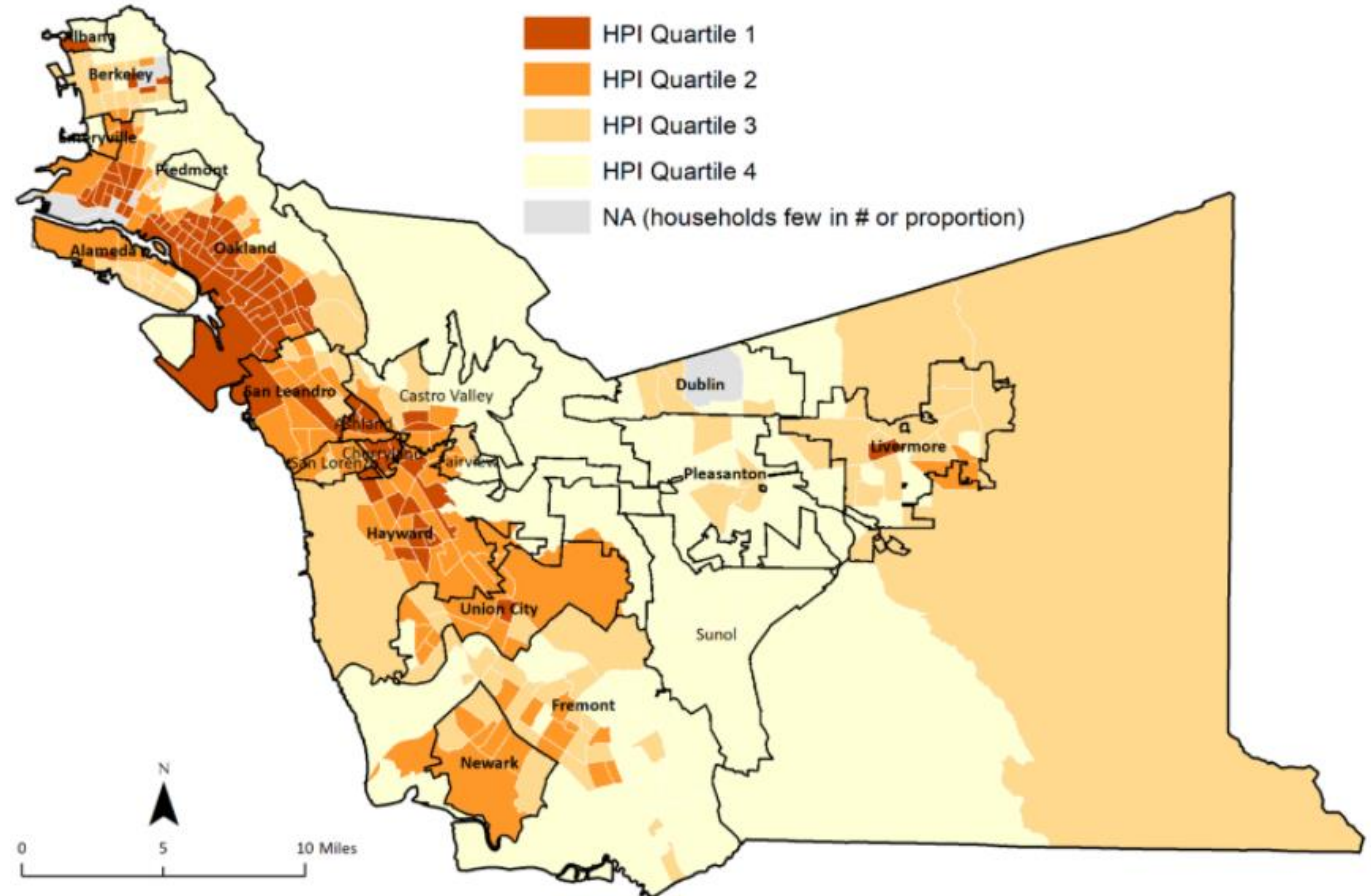 HPI Quartile 1
HPI Quartile 2
HPI Quartile 3
HPI Quartile 4
NA (households few in # or proportion)
Albany
Berkeley
Emeryville
Piedmont
Oakland
Alameda
San Leandro
Castro Valley
Ashland
Cherryland
San Lorenzo
Fairview
Dublin
Livermore
Pleasanton
Hayward
Union City
Sunol
Fremont
Newark
N
0 5 10 Miles